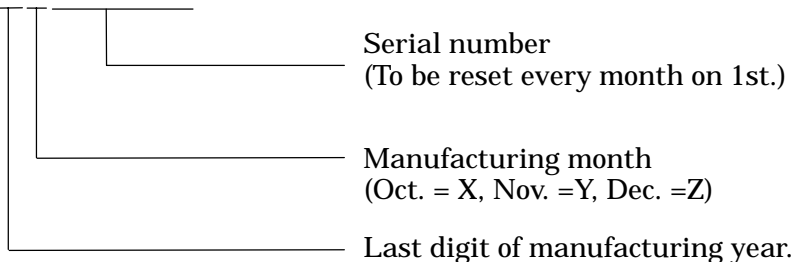 Serial number
(To be reset every month on 1st.)
Manufacturing month
(Oct. = X, Nov. =Y, Dec. =Z)
Last digit of manufacturing year.